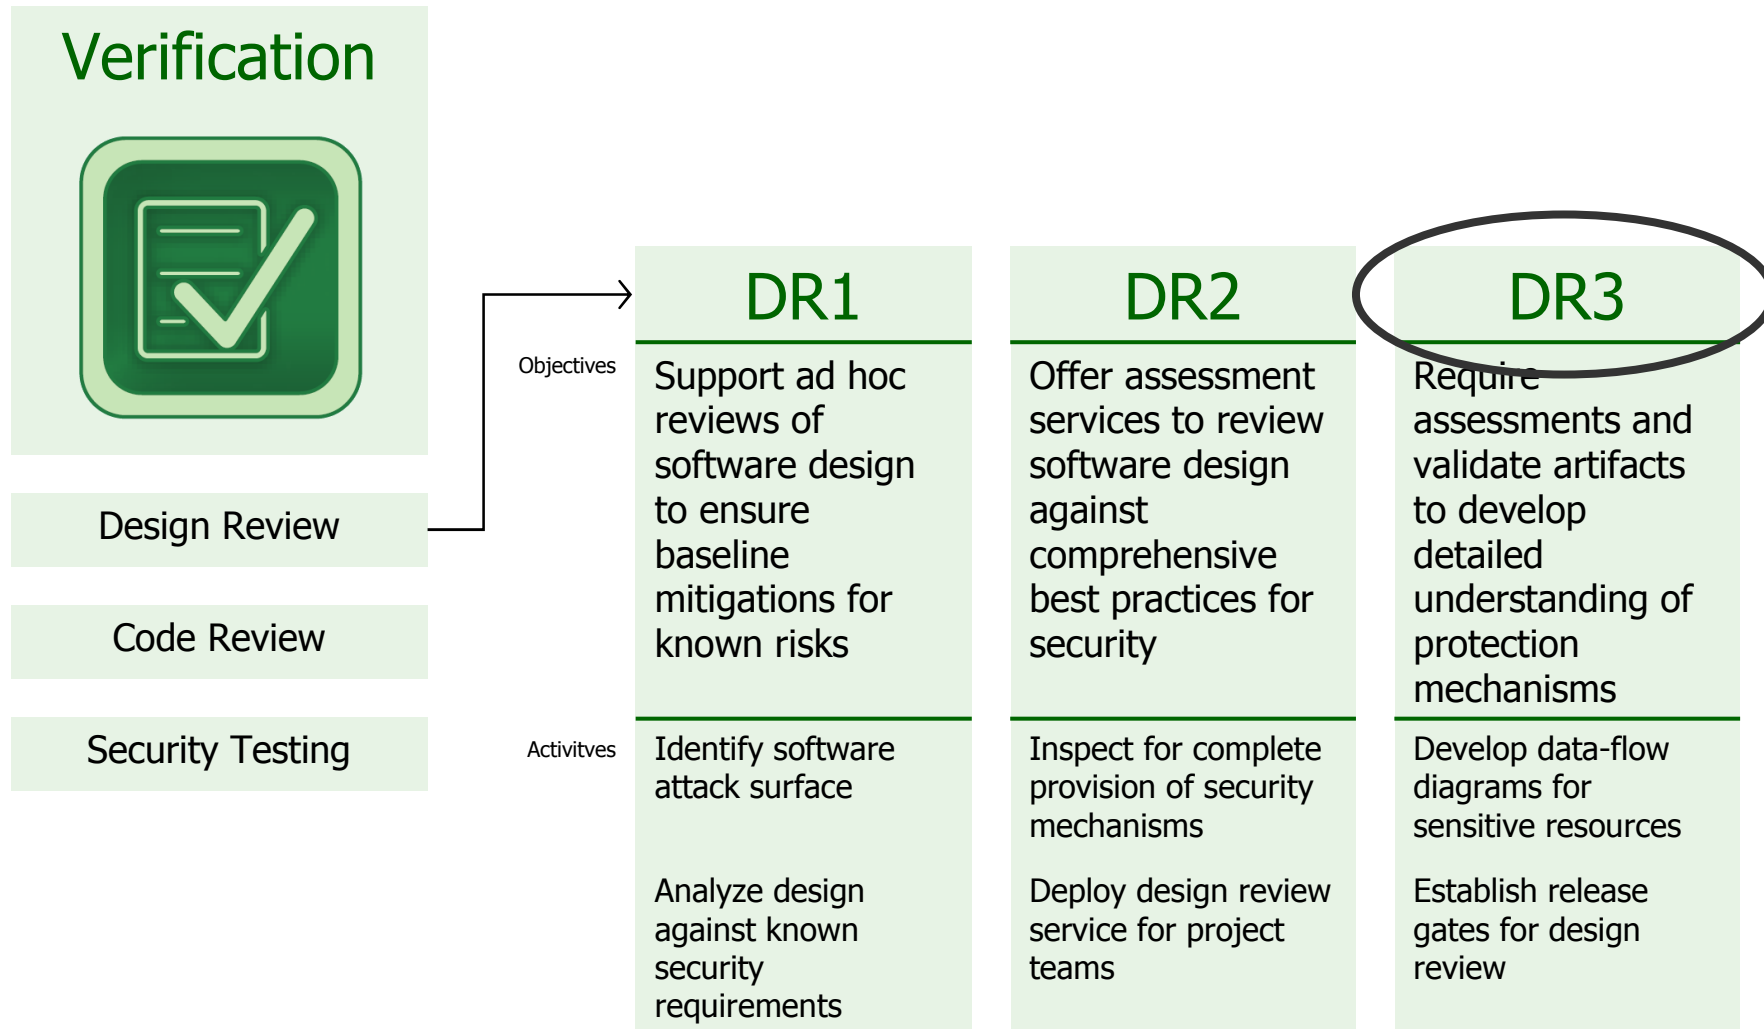 Verification
Design Review
Code Review
Security Testing
DR1
DR2
DR3
Objectives
Support ad hoc
reviews of
software design
to ensure
baseline
mitigations for
known risks
Offer assessment
services to review
software design
against
comprehensive
best practices for
security
Require
assessments and
validate artifacts
to develop
detailed
understanding of
protection
mechanisms
Activitves
Identify software
attack surface
Analyze design
against known
security
requirements
Inspect for complete
provision of security
mechanisms
Deploy design review
service for project
teams
Develop data-flow
diagrams for
sensitive resources
Establish release
gates for design
review